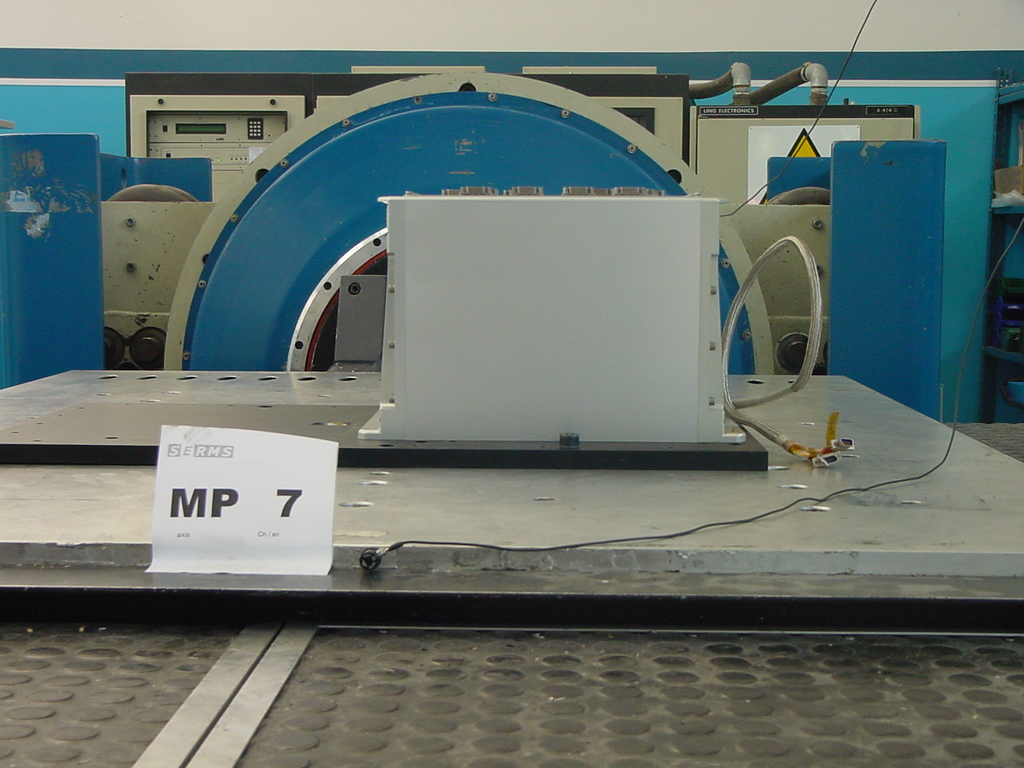 LING ELECTRONICS
SERMS
MP 7
axis Ch / sn